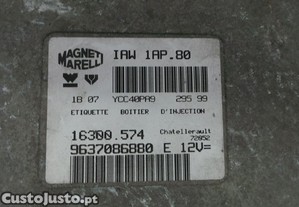 MAGNETI MARELLI
IAW 1AP.80
18 07 YCC40PA9 295 99
ETIQUETTE BOITIER D'INJECTION
16300.574 Chatellerault
72052
9637086880 E 12V=
CustoJusto.pt